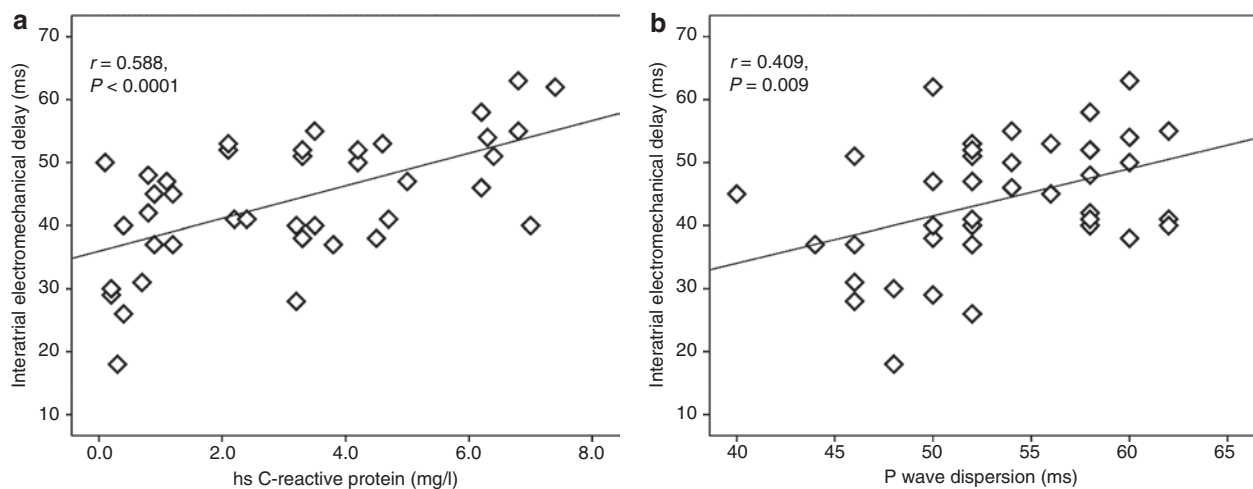 a
Interatrial electromechanical delay (ms)
70
60
50
40
30
20
10
r = 0.588,
P < 0.0001
0.0 2.0 4.0 6.0 8.0
hs C-reactive protein (mg/l)
b
Interatrial electromechanical delay (ms)
70
60
50
40
30
20
10
r = 0.409,
P = 0.009
40 45 50 55 60 65
P wave dispersion (ms)